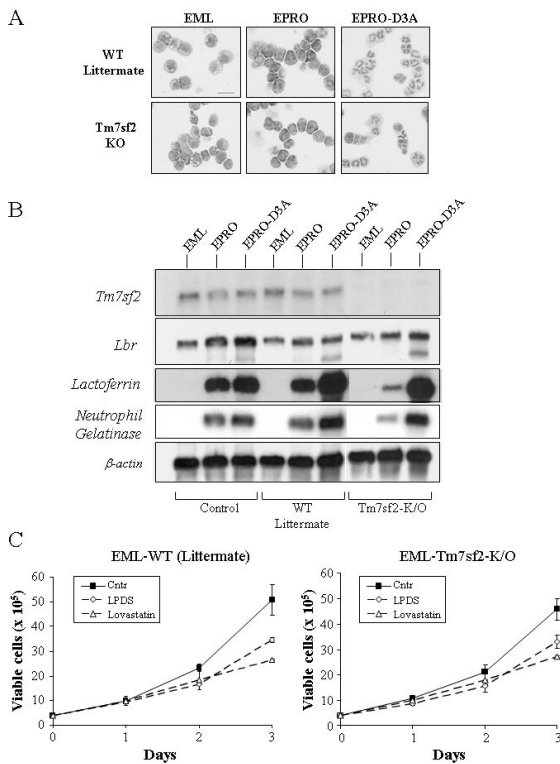 A
EML EPRO EPRO-D3A
WT
Littermate
Tm7sf2
KO
B
EML EPRO EPRO-D3A EML EPRO EPRO-D3A EML EPRO EPRO-D3A
Tm7sf2
Lbr
Lactoferrin
Neutrophil
Gelatinase
β-actin
Control WT Tm7sf2-K/O
Littermate
C
EML-WT (Littermate)
Viable cells (x 10⁵)
60
50
40
30
20
10
0
Cntr
LPDS
Lovastatin
0 1 2 3
Days
EML-Tm7sf2-K/O
Viable cells (x 10⁵)
60
50
40
30
20
10
0
Cntr
LPDS
Lovastatin
0 1 2 3
Days